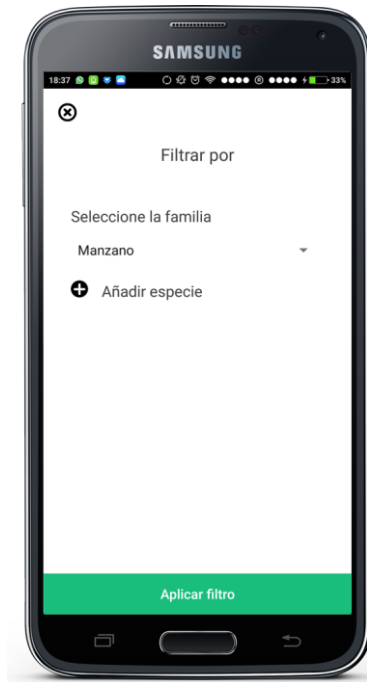 SAMSUNG
18:37 33%
Filtrar por
Seleccione la familia
Manzano
Añadir especie
Aplicar filtro